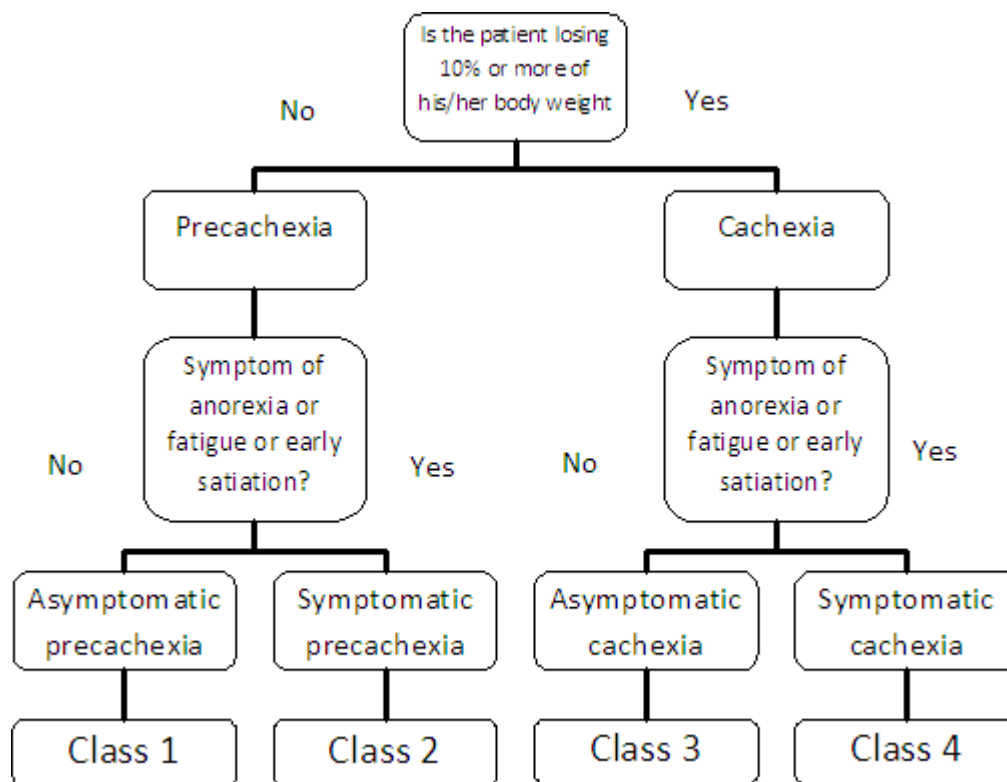 Is the patient losing
10% or more of
his/her body weight
No
Yes
Precachexia
Cachexia
Symptom of
anorexia or
fatigue or early
satiation?
No
Yes
Symptom of
anorexia or
fatigue or early
satiation?
No
Yes
Asymptomatic
precachexia
Symptomatic
precachexia
Asymptomatic
cachexia
Symptomatic
cachexia
Class 1
Class 2
Class 3
Class 4